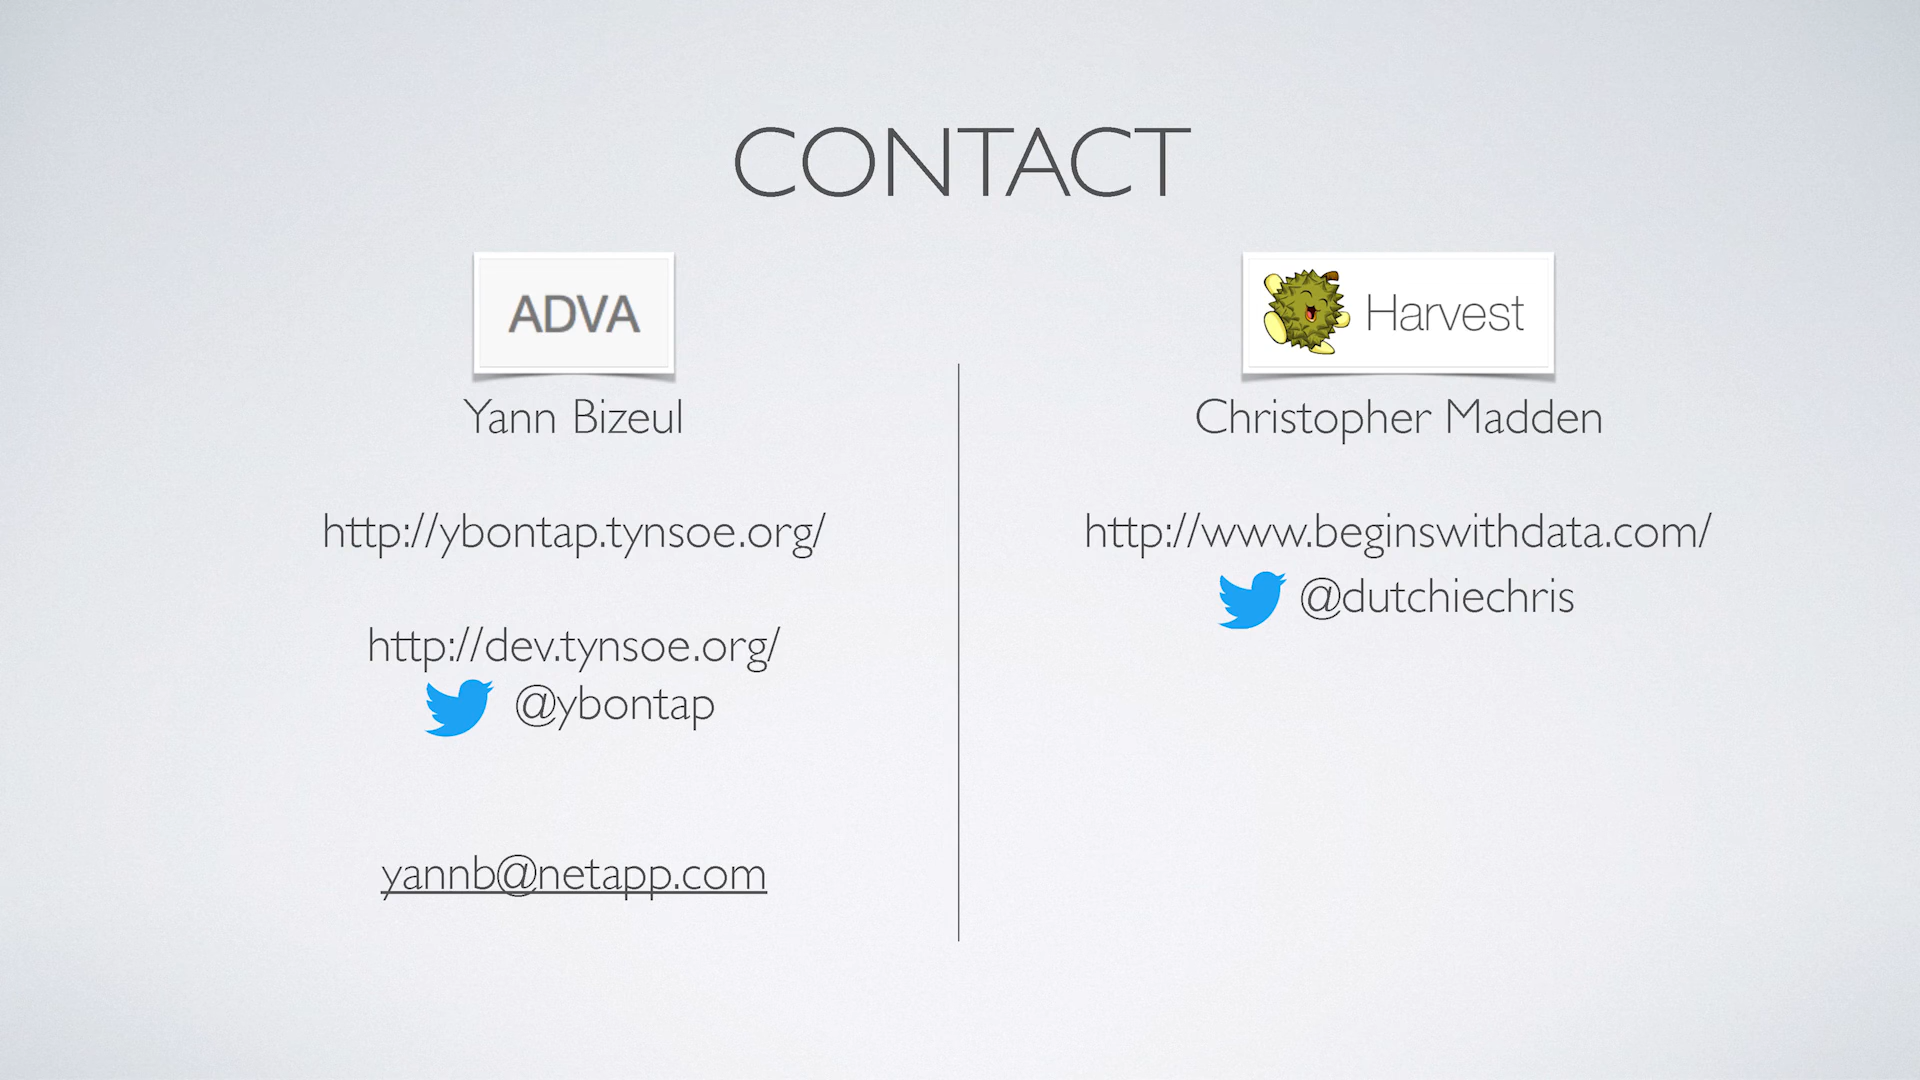 CONTACT
ADVA
Yann Bizeul
http://ybontap.tynsoe.org/
http://dev.tynsoe.org/
@ybontap
yannb@netapp.com
Harvest
Christopher Madden
http://www.beginswithdata.com/
@dutchiechris